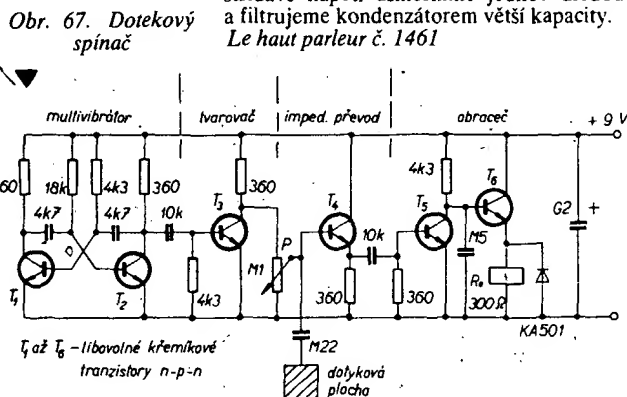 Obr. 67. Dotekový
spínač
a filtrujeme kondenzátorem větší kapacity.
Le haut parleur č. 1461
multivibrátor
tvarovač
imped. převod
obraceč
+ 9 V
60
18k
4k3
360
4k7
4k7
10k
T₁
T₂
T₃
360
4k3
M1
P
T₄
360
10k
360
M22
dotyková
plocha
4k3
T₅
T₆
M5
Re
300Ω
KA501
G2
+
T₁ až T₆ – libovolné křemíkové
tranzistory n-p-n